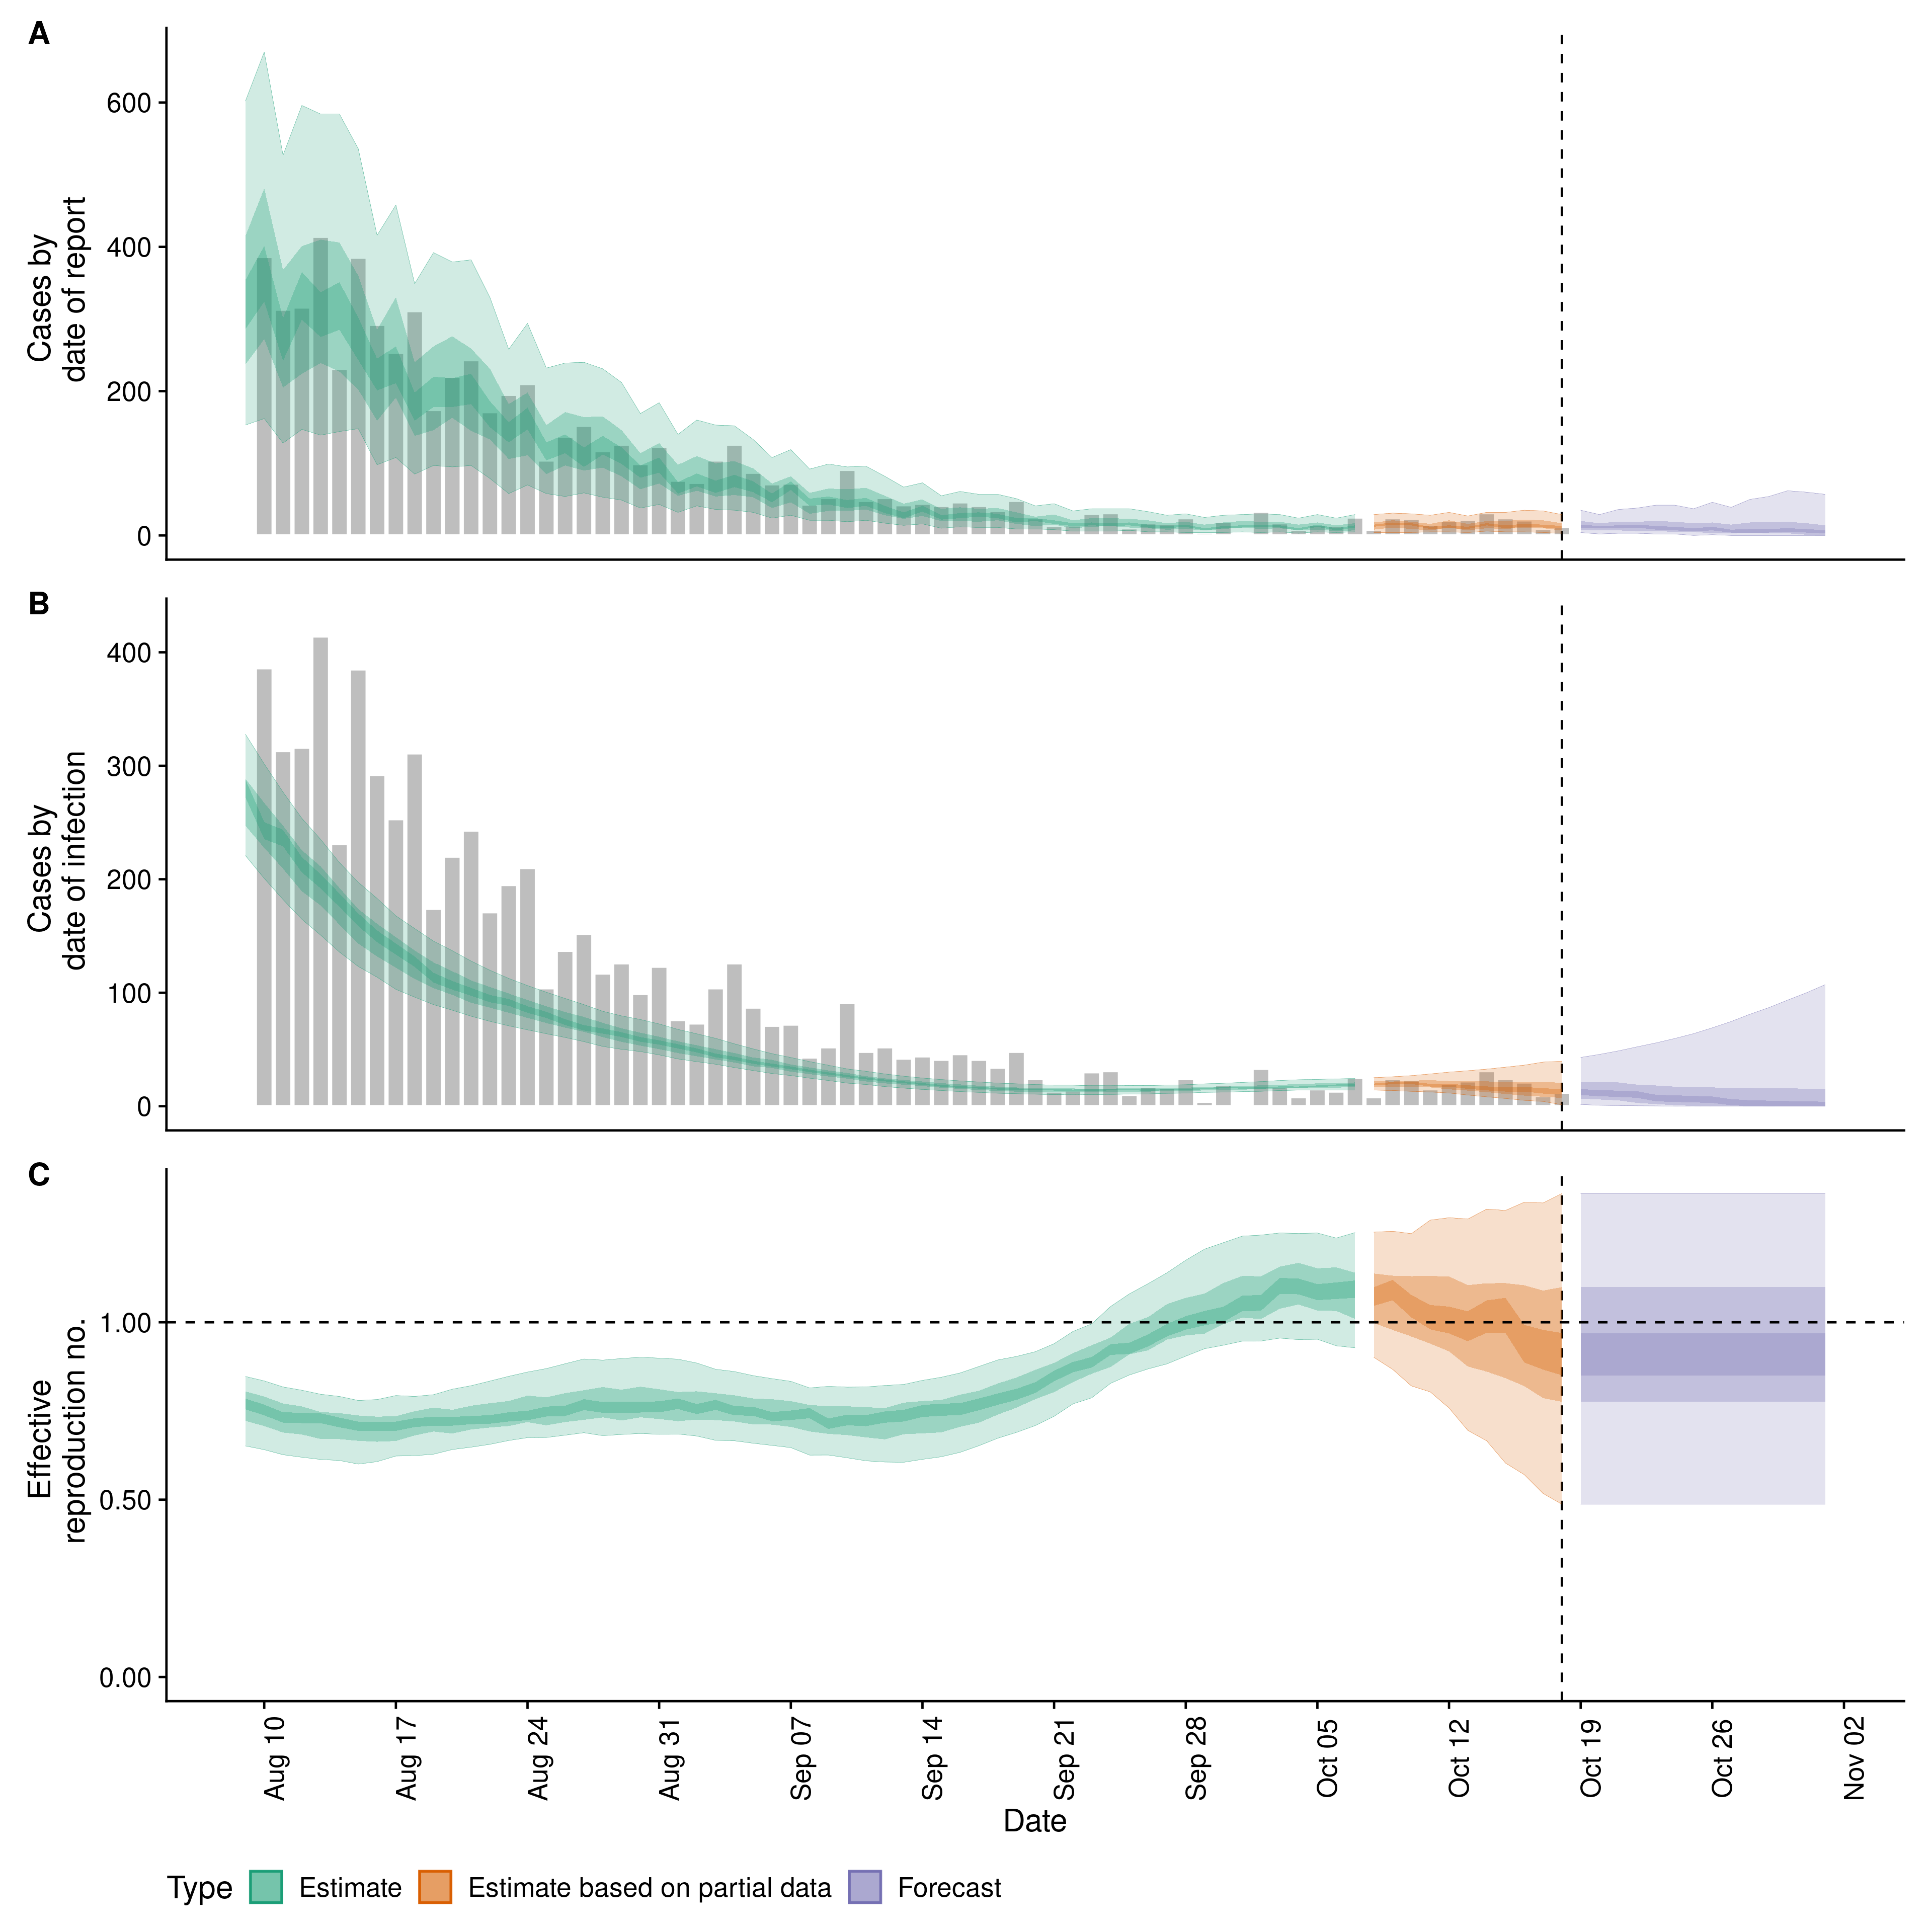 A
Cases by
date of report
600
400
200
0
B
Cases by
date of infection
400
300
200
100
0
C
Effective
reproduction no.
1.00
0.50
0.00
Aug 10
Aug 17
Aug 24
Aug 31
Sep 07
Sep 14
Sep 21
Sep 28
Oct 05
Oct 12
Oct 19
Oct 26
Nov 02
Date
Type Estimate Estimate based on partial data Forecast